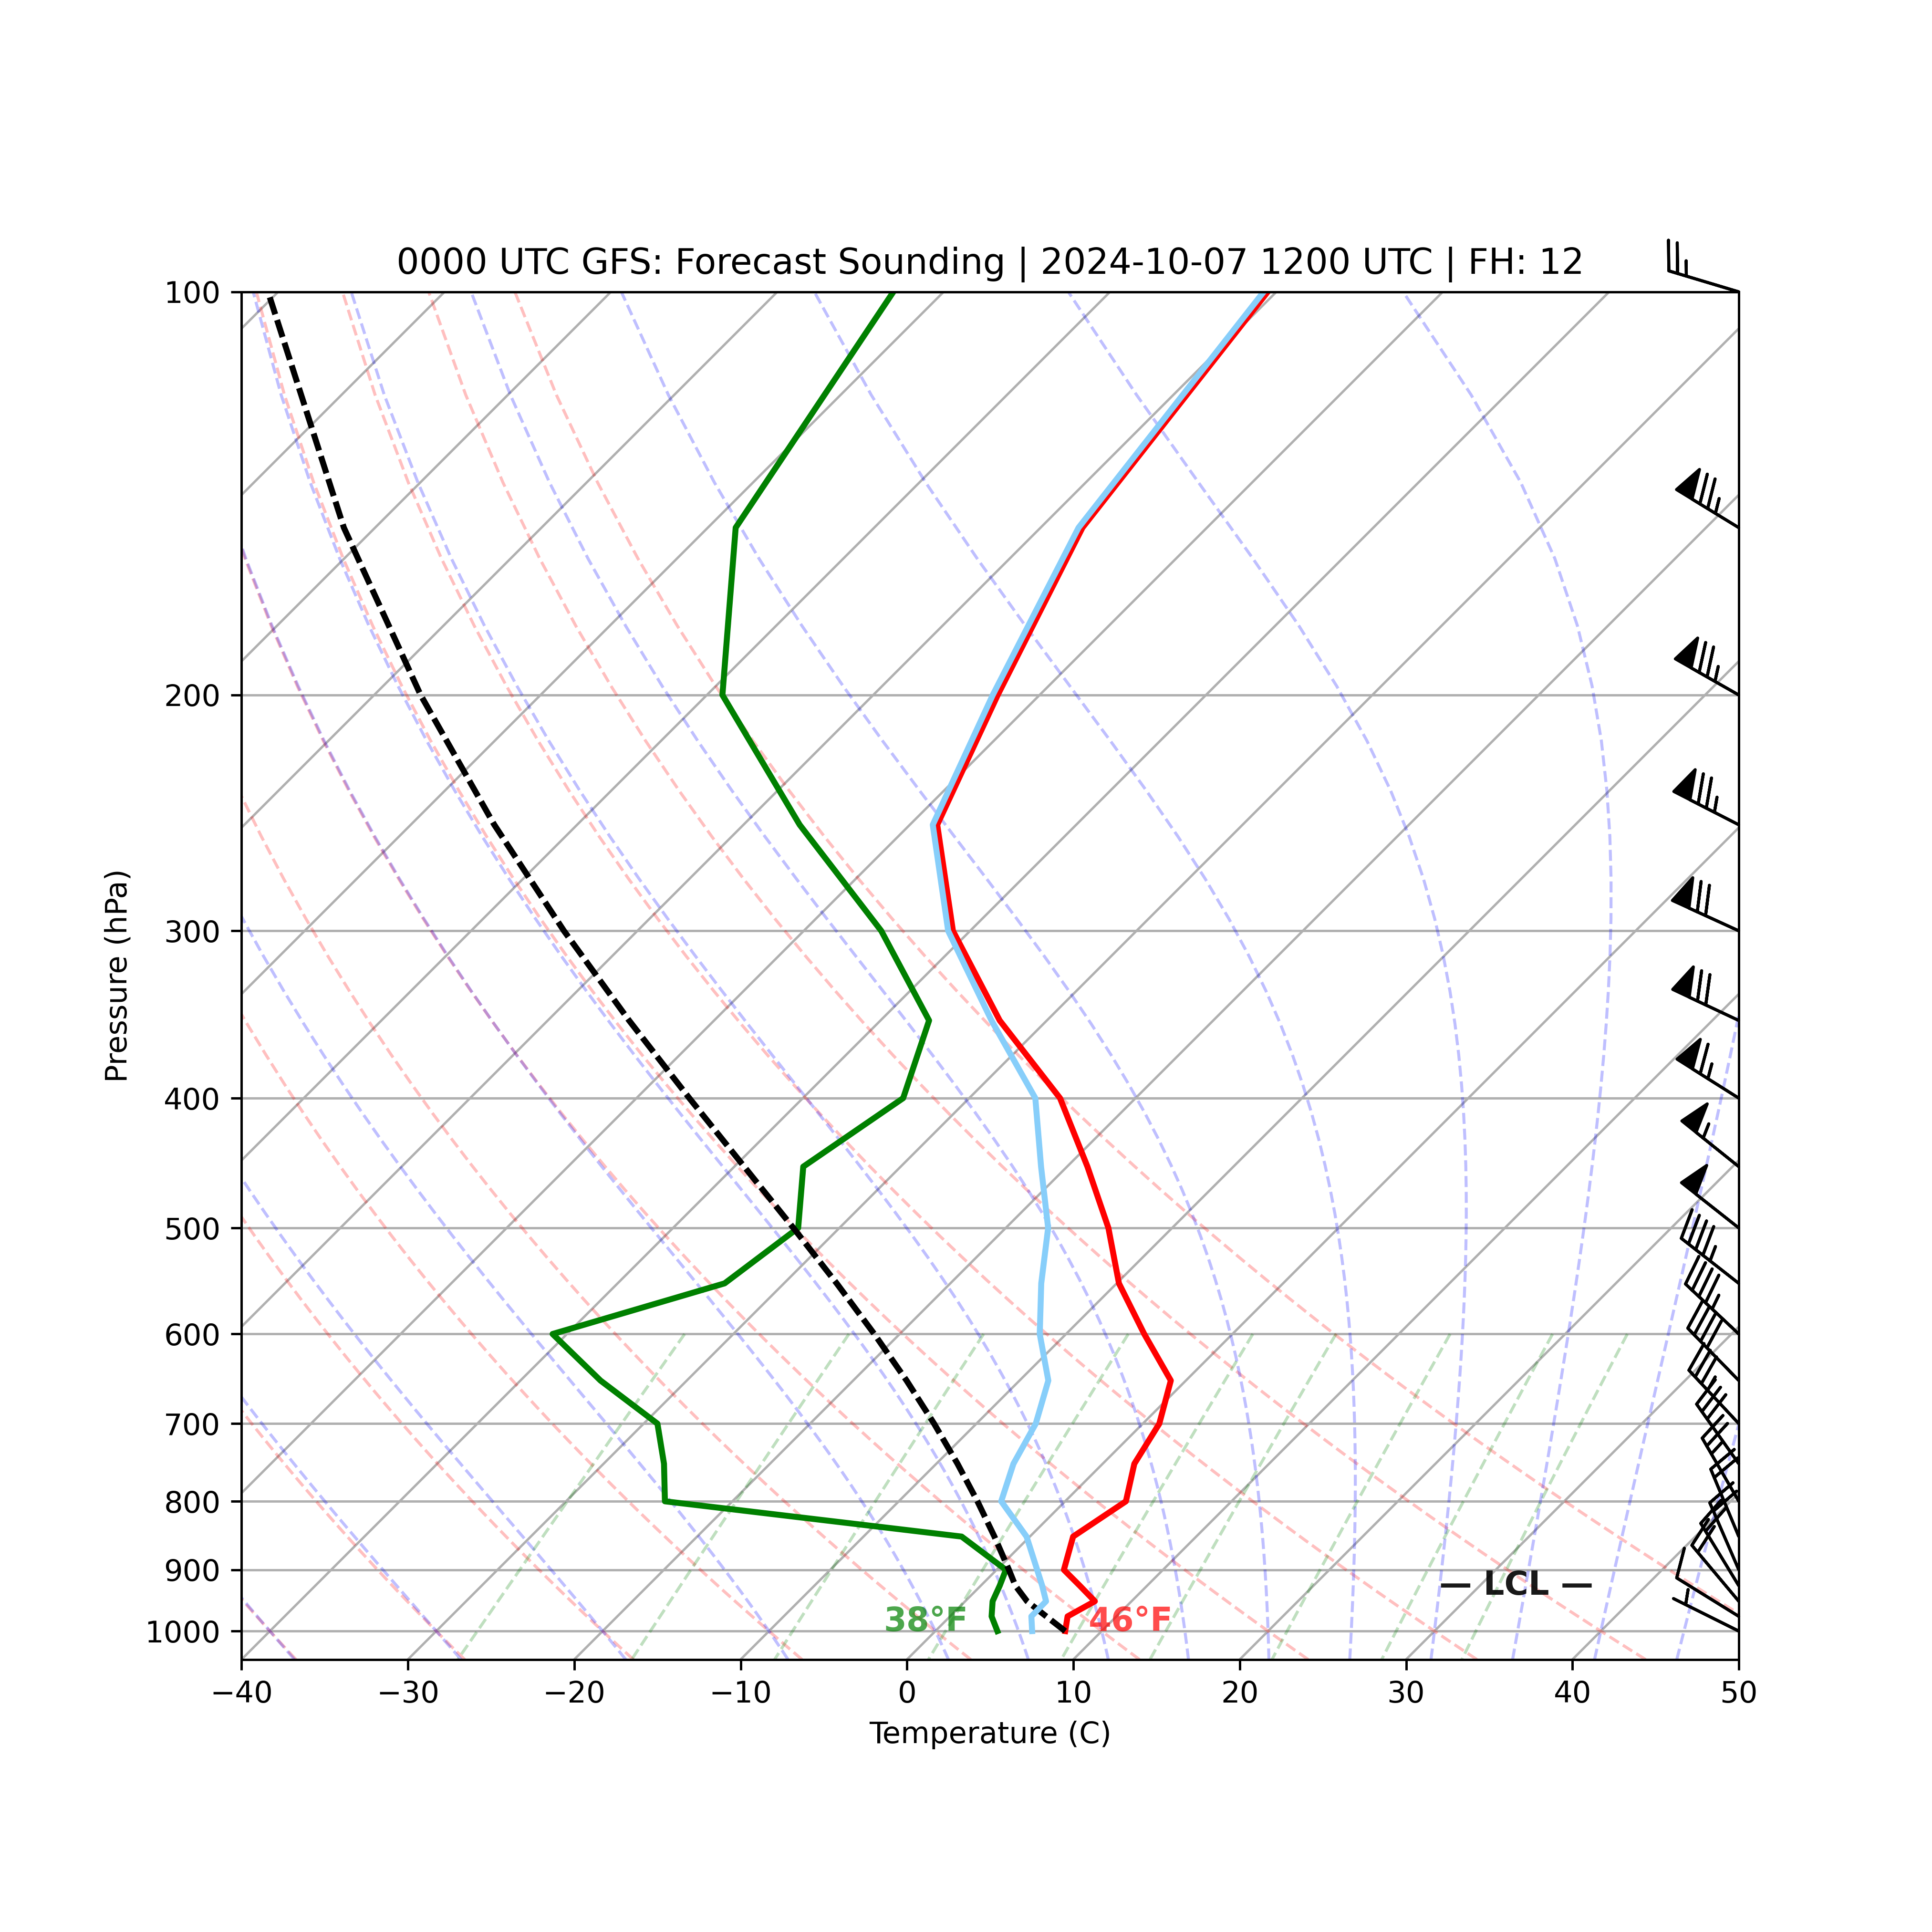 0000 UTC GFS: Forecast Sounding | 2024-10-07 1200 UTC | FH: 12
100
200
300
400
500
600
700
800
900
1000
Pressure (hPa)
— LCL —
38°F
46°F
−40 −30 −20 −10 0 10 20 30 40 50
Temperature (C)